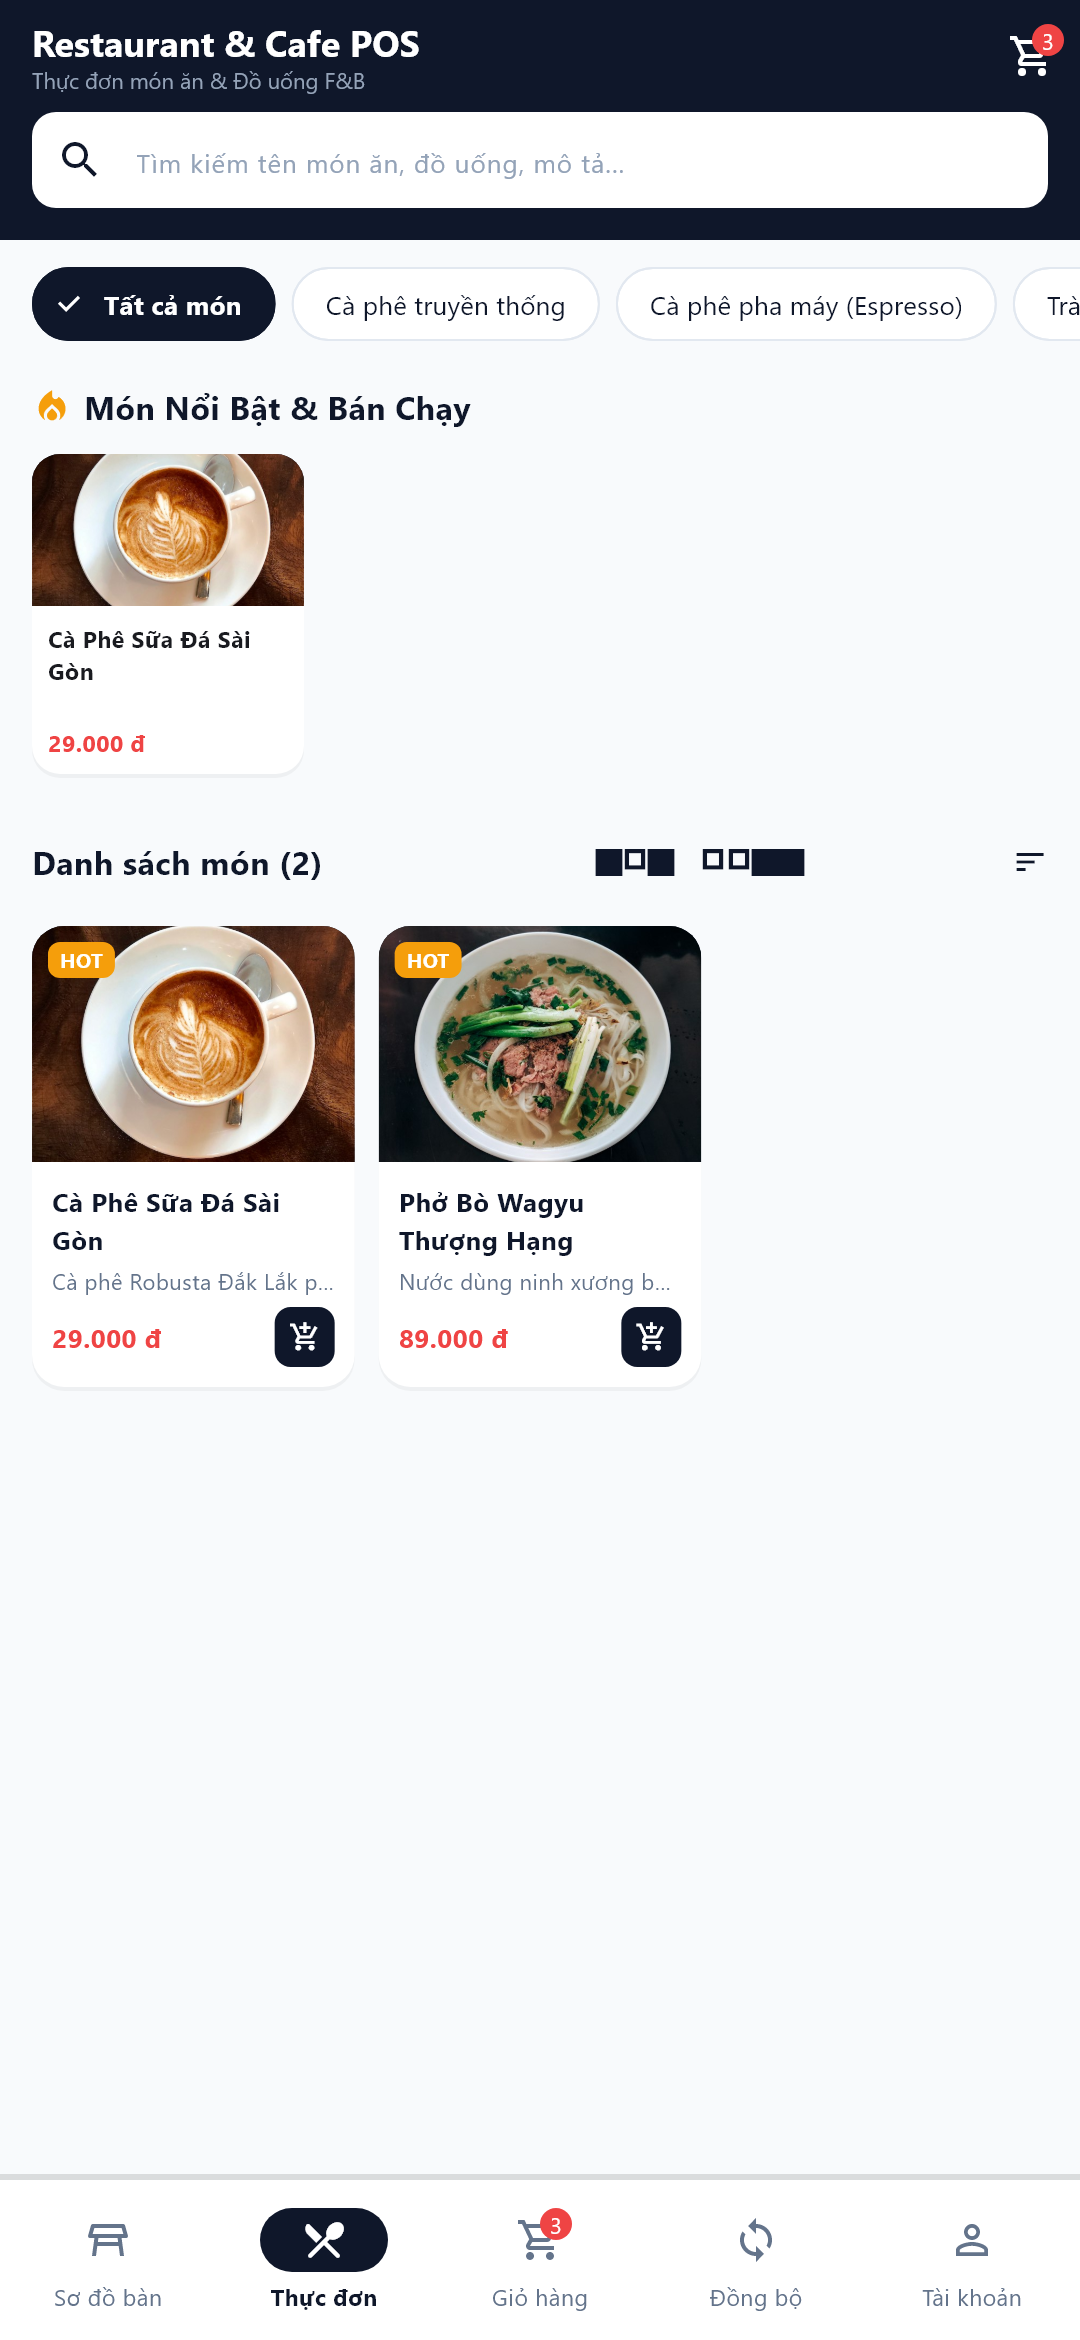 Restaurant & Cafe POS
3
Thực đơn món ăn & Đồ uống F&B
Tìm kiếm tên món ăn, đồ uống, mô tả...
Tất cả món
Cà phê truyền thống
Cà phê pha máy (Espresso)
Trà
Món Nổi Bật & Bán Chạy
Cà Phê Sữa Đá Sài
Gòn
29.000 đ
Danh sách món (2)
HOT
Cà Phê Sữa Đá Sài
Gòn
Cà phê Robusta Đắk Lắk p...
29.000 đ
HOT
Phở Bò Wagyu
Thượng Hạng
Nước dùng ninh xương b...
89.000 đ
Sơ đồ bàn
Thực đơn
3
Giỏ hàng
Đồng bộ
Tài khoản